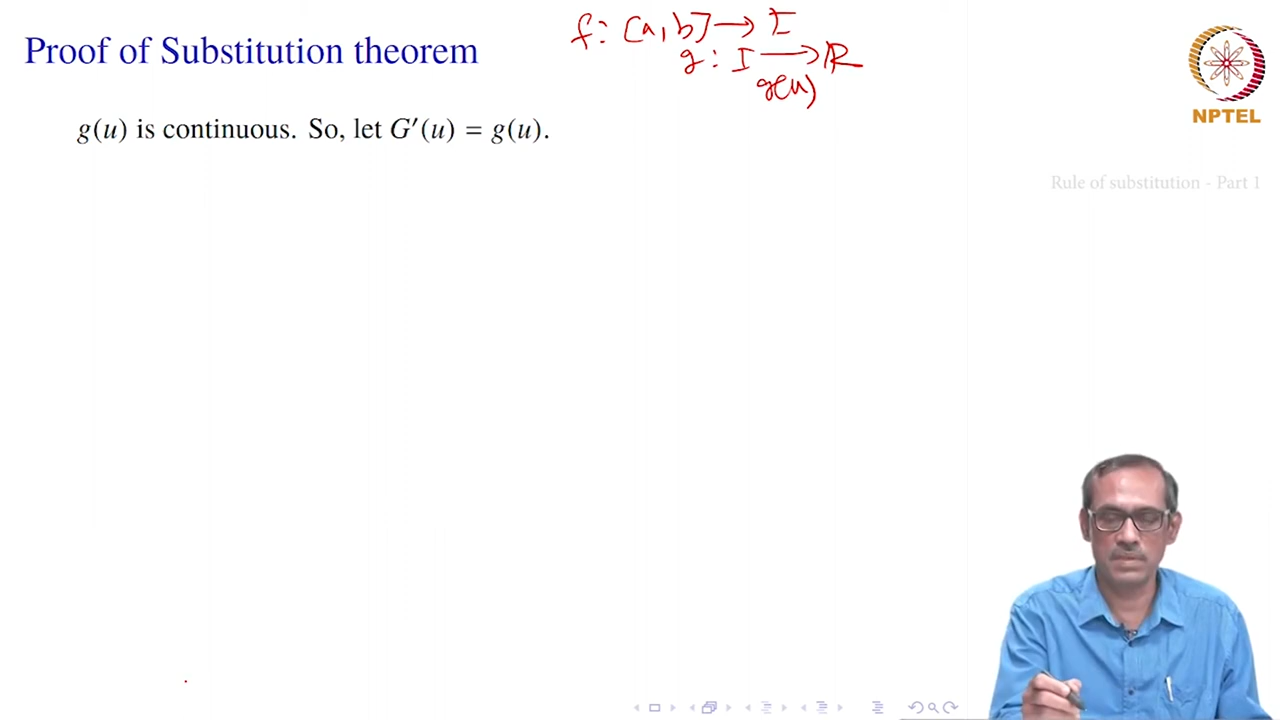 Proof of Substitution theorem
f: [a, b] → I
g: I → ℝ
g(u)
NPTEL
g(u) is continuous. So, let G′(u) = g(u).
Rule of substitution - Part 1